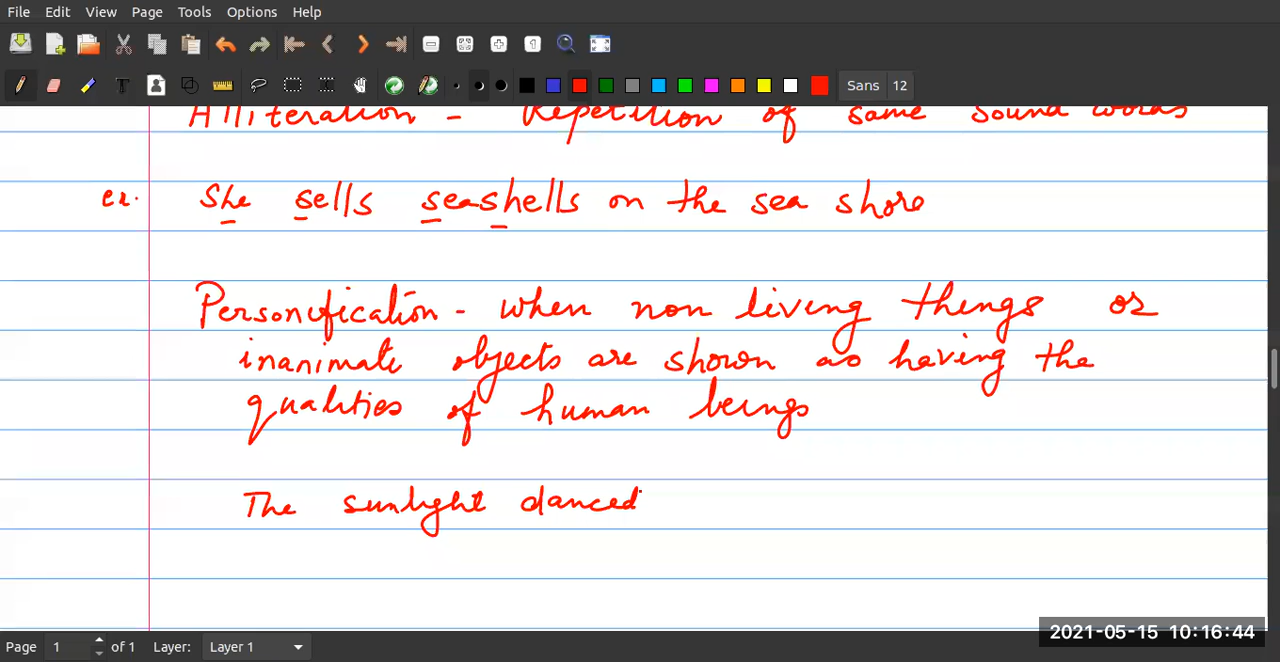 File Edit View Page Tools Options Help
Sans 12
Alliteration - Repetition of same sound words
ex. She sells seashells on the sea shore
Personification - when non living things or
inanimate objects are shown as having the
qualities of human beings
The sunlight danced
2021-05-15 10:16:44
Page 1 of 1 Layer: Layer 1